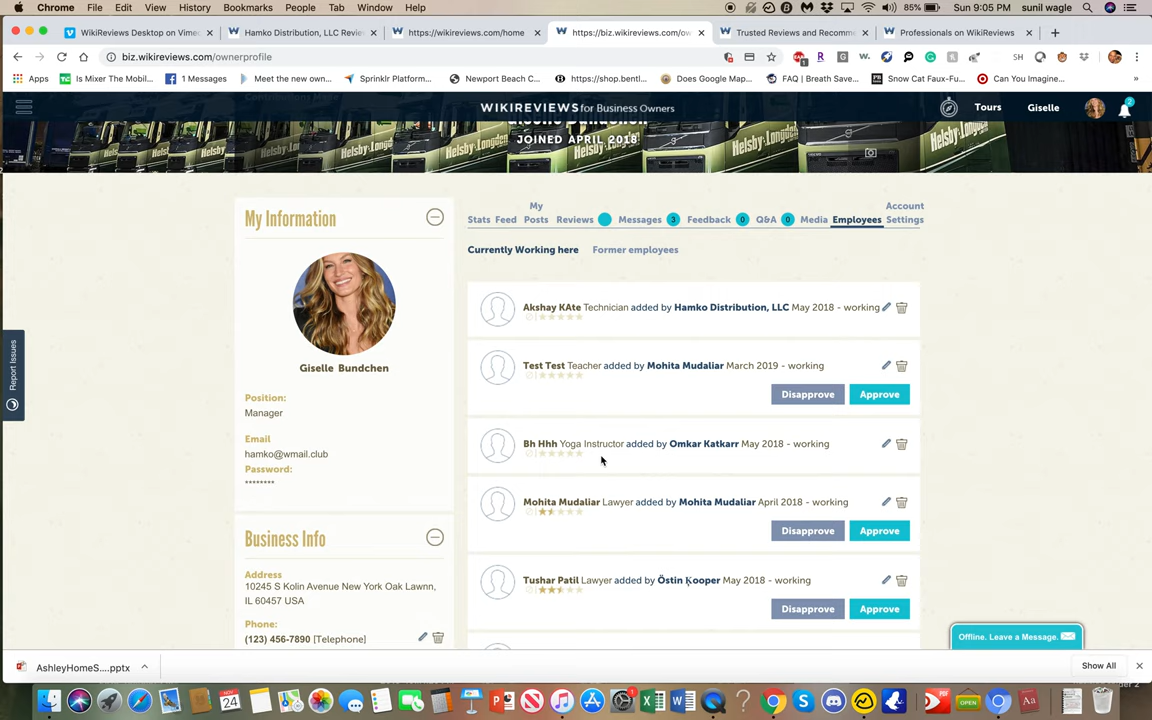 Chrome File Edit View History Bookmarks People Tab Window Help 85% Sun 9:05 PM sunil wagle
WikiReviews Desktop on Vime Hamko Distribution, LLC Revie https://wikireviews.com/home https://biz.wikireviews.com/ow Trusted Reviews and Recomm Professionals on WikiReviews
biz.wikireviews.com/ownerprofile
Apps Is Mixer The Mobil... 1 Messages Meet the new own... Sprinklr Platform... Newport Beach C... https://shop.bentl... Does Google Map... FAQ | Breath Save... Snow Cat Faux-Fu... Can You Imagine...
WIKIREVIEWS for Business Owners
Tours Giselle 2
JOINED APRIL 2018
Helsby&Longden
My Information
Giselle Bundchen
Position:
Manager
Email
hamko@wmail.club
Password:
********
Business Info
Address
10245 S Kolin Avenue New York Oak Lawnn,
IL 60457 USA
Phone:
(123) 456-7890 [Telephone]
Stats Feed My Posts Reviews Messages 3 Feedback 0 Q&A 0 Media Employees Account Settings
Currently Working here Former employees
Akshay KAte Technician added by Hamko Distribution, LLC May 2018 - working
Test Test Teacher added by Mohita Mudaliar March 2019 - working
Disapprove Approve
Bh Hhh Yoga Instructor added by Omkar Katkarr May 2018 - working
Mohita Mudaliar Lawyer added by Mohita Mudaliar April 2018 - working
Disapprove Approve
Tushar Patil Lawyer added by Östin Ķooper May 2018 - working
Disapprove Approve
Report Issues
Offline. Leave a Message.
AshleyHomeS....pptx
Show All
NOV
24
OPEN